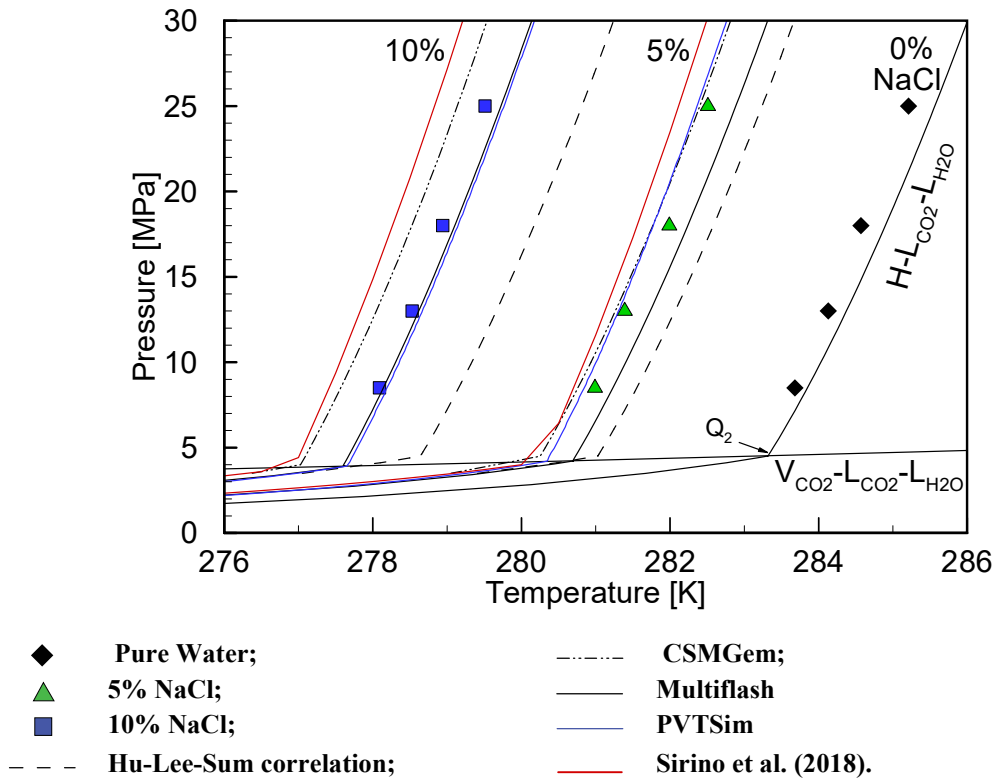 30
25
20
15
10
5
0
Pressure [MPa]
10%
5%
0%
NaCl
H-LCO2-LH2O
Q2
VCO2-LCO2-LH2O
276 278 280 282 284 286
Temperature [K]
Pure Water;
5% NaCl;
10% NaCl;
Hu-Lee-Sum correlation;
CSMGem;
Multiflash
PVTSim
Sirino et al. (2018).